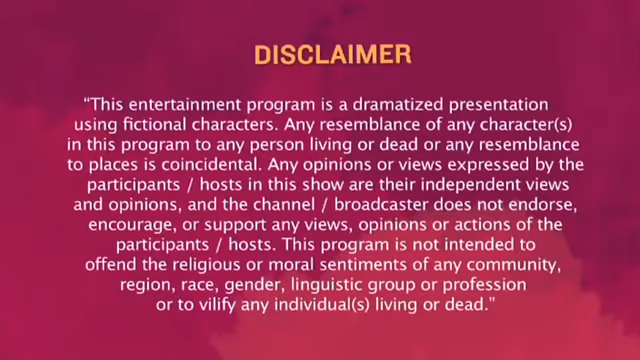 DISCLAIMER
“This entertainment program is a dramatized presentation
using fictional characters. Any resemblance of any character(s)
in this program to any person living or dead or any resemblance
to places is coincidental. Any opinions or views expressed by the
participants / hosts in this show are their independent views
and opinions, and the channel / broadcaster does not endorse,
encourage, or support any views, opinions or actions of the
participants / hosts. This program is not intended to
offend the religious or moral sentiments of any community,
region, race, gender, linguistic group or profession
or to vilify any individual(s) living or dead.”